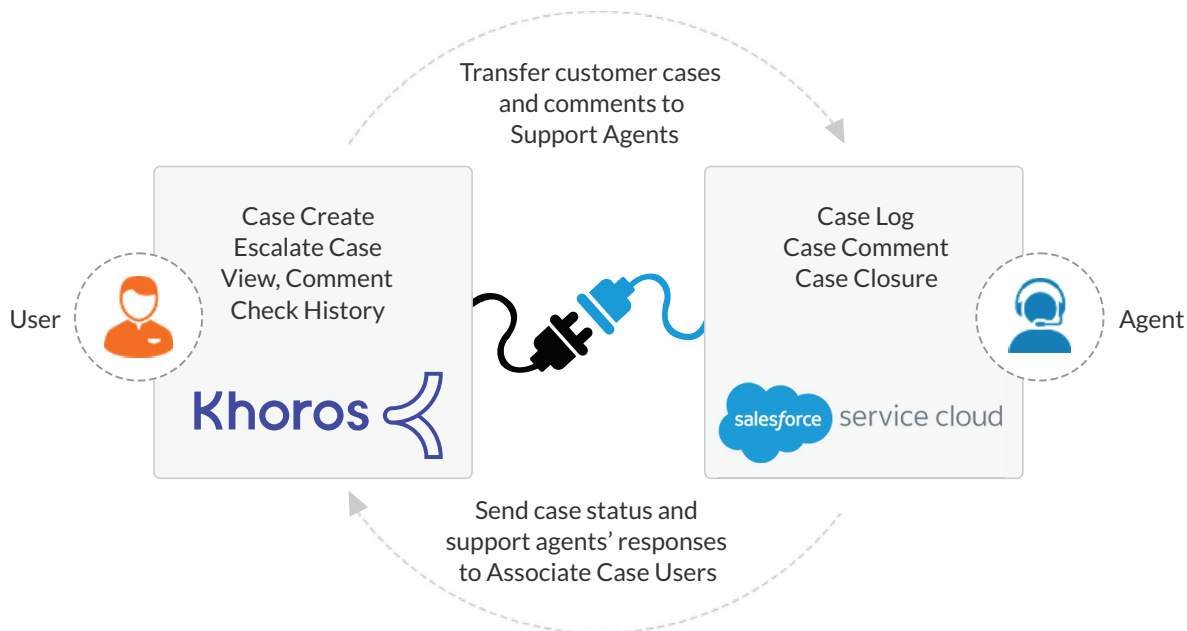 Transfer customer cases
and comments to
Support Agents
Case Create
Escalate Case
View, Comment
Check History
User
Khoros
Case Log
Case Comment
Case Closure
Agent
salesforce service cloud
Send case status and
support agents’ responses
to Associate Case Users